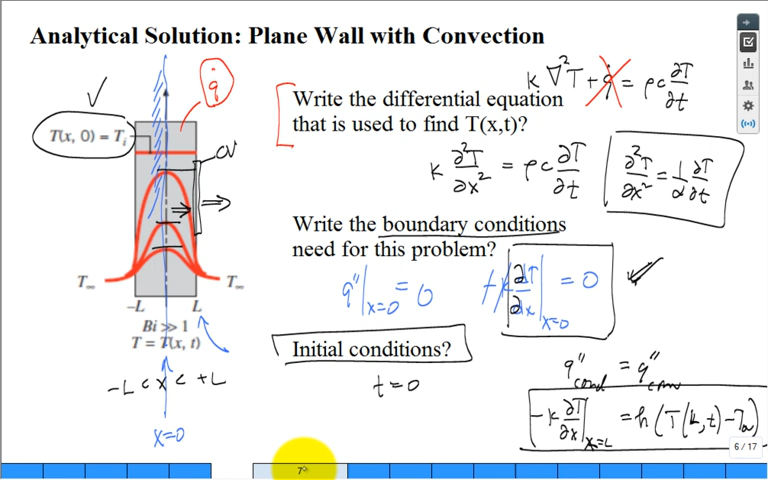 Analytical Solution: Plane Wall with Convection
k ∇²T + q̇ = ρc ∂T/∂t
q̇
Write the differential equation
that is used to find T(x,t)?
T(x, 0) = Tᵢ
CV
k ∂²T/∂x² = ρc ∂T/∂t
∂²T/∂x² = 1/α ∂T/∂t
Write the boundary conditions
need for this problem?
T∞ T∞
q''|x=0 = 0
+k ∂T/∂x|x=0 = 0
-L L
Bi >> 1
T = T(x, t)
Initial conditions?
t=0
-L < x < +L
x=0
q''cond = q''conv
-k ∂T/∂x|x=L = h(T(L,t) - T∞)
6 / 17